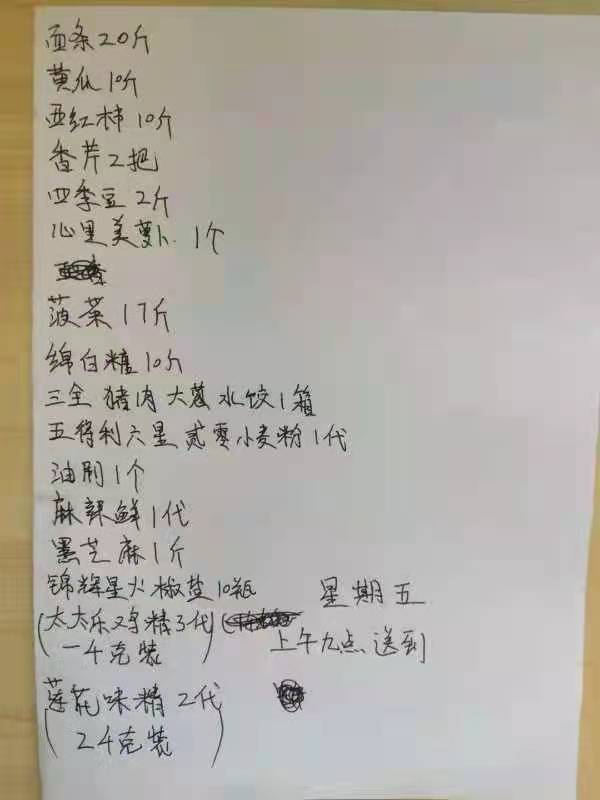 面条20斤
黄瓜10斤
西红柿10斤
香芹2把
四季豆2斤
心里美萝卜1个
菠菜17斤
绵白糖10斤
三全猪肉大葱水饺1箱
五得利六星贰零小麦粉1代
油刷1个
麻辣鲜1代
黑芝麻1斤
锦辉星火椒盐10瓶
(太太乐鸡精3代
一4克装)
星期五
上午九点送到
(莲花味精2代
24克装)